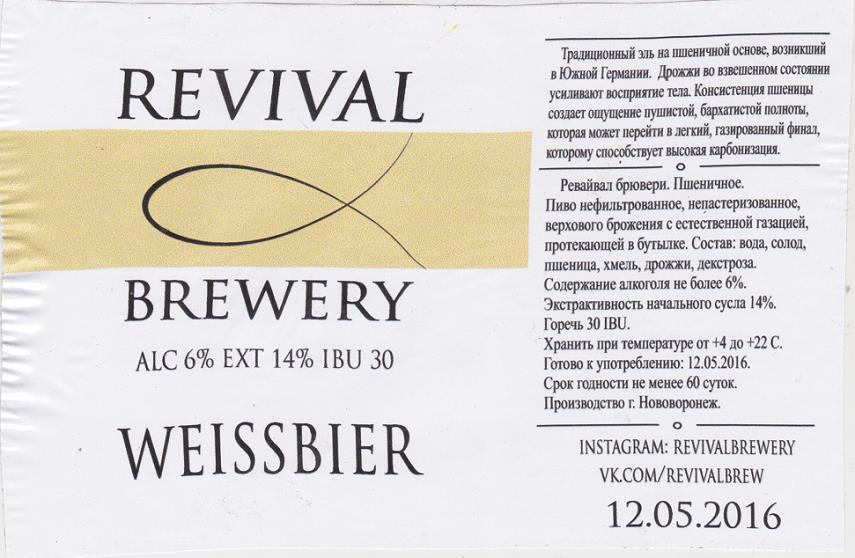 REVIVAL
BREWERY
ALC 6% EXT 14% IBU 30
WEISSBIER
Традиционный эль на пшеничной основе, возникший
в Южной Германии. Дрожжи во взвешенном состоянии
усиливают восприятие тела. Консистенция пшеницы
создает ощущение пушистой, бархатистой полноты,
которая может перейти в легкий, газированный финал,
которому способствует высокая карбонизация.
Ревайвал брювери. Пшеничное.
Пиво нефильтрованное, непастеризованное,
верхового брожения с естественной газацией,
протекающей в бутылке. Состав: вода, солод,
пшеница, хмель, дрожжи, декстроза.
Содержание алкоголя не более 6%.
Экстрактивность начального сусла 14%.
Горечь 30 IBU.
Хранить при температуре от +4 до +22 С.
Готово к употреблению: 12.05.2016.
Срок годности не менее 60 суток.
Производство г. Нововоронеж.
INSTAGRAM: REVIVALBREWERY
VK.COM/REVIVALBREW
12.05.2016